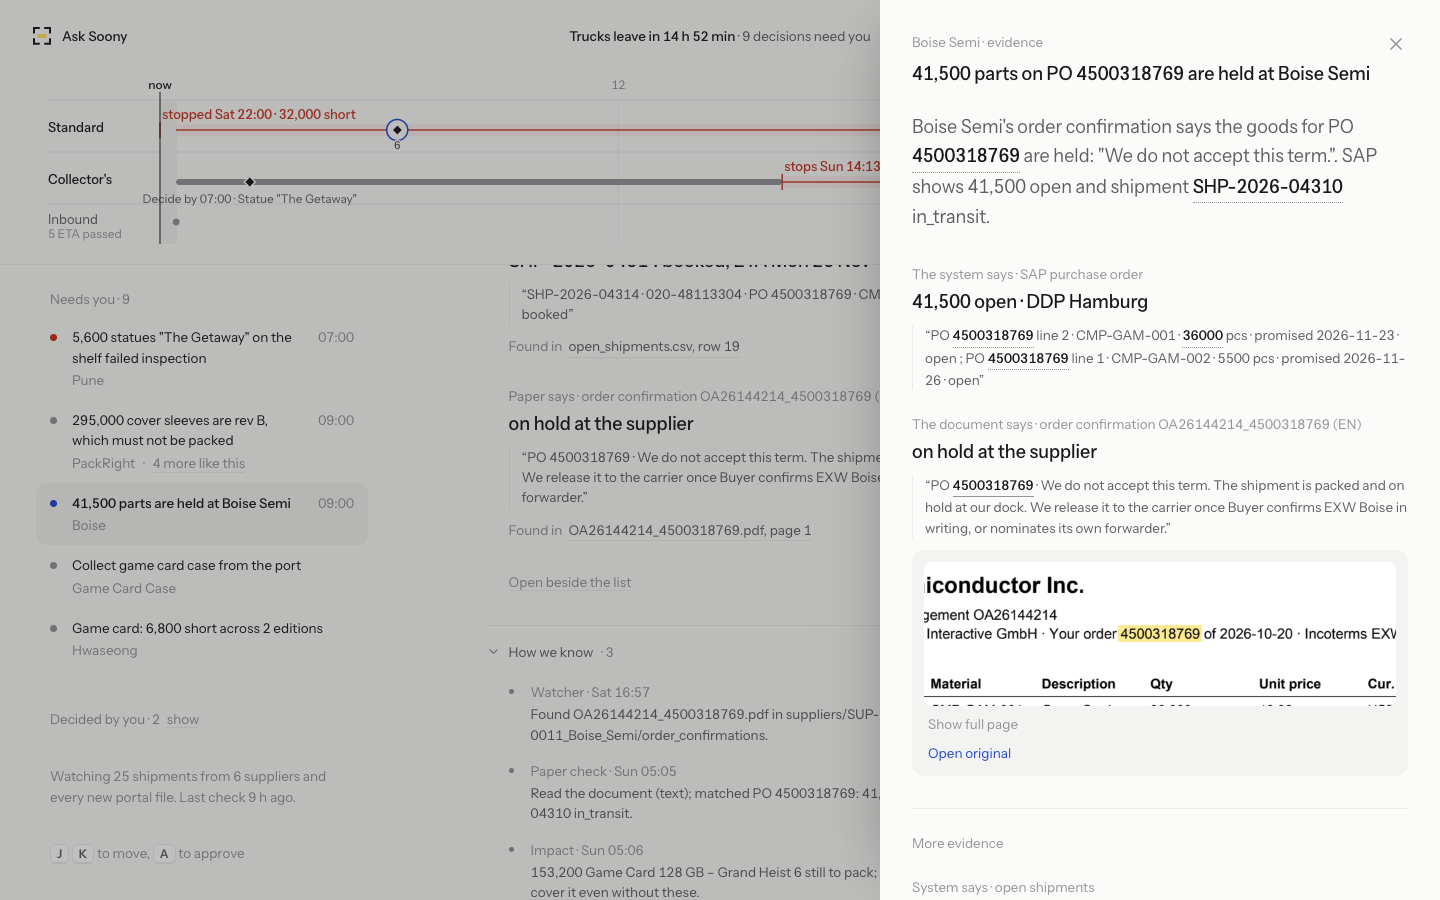 Ask Soony
Trucks leave in 14 h 52 min · 9 decisions need you
now
12
Standard
stopped Sat 22:00 · 32,000 short
6
Collector's
stops Sun 14:13
Decide by 07:00 · Statue "The Getaway"
Inbound
5 ETA passed
Needs you · 9
5,600 statues "The Getaway" on the
shelf failed inspection
07:00
Pune
295,000 cover sleeves are rev B,
which must not be packed
09:00
PackRight · 4 more like this
41,500 parts are held at Boise Semi
09:00
Boise
Collect game card case from the port
Game Card Case
Game card: 6,800 short across 2 editions
Hwaseong
Decided by you · 2 show
Watching 25 shipments from 6 suppliers and
every new portal file. Last check 9 h ago.
J K to move, A to approve
“SHP-2026-04314 · 020-48113304 · PO 4500318769 · CM
booked”
Found in open_shipments.csv, row 19
Paper says · order confirmation OA26144214_4500318769 (
on hold at the supplier
“PO 4500318769 · We do not accept this term. The shipme
We release it to the carrier once Buyer confirms EXW Boise
forwarder.”
Found in OA26144214_4500318769.pdf, page 1
Open beside the list
How we know · 3
Watcher · Sat 16:57
Found OA26144214_4500318769.pdf in suppliers/SUP-
0011_Boise_Semi/order_confirmations.
Paper check · Sun 05:05
Read the document (text); matched PO 4500318769: 41,
04310 in_transit.
Impact · Sun 05:06
153,200 Game Card 128 GB – Grand Heist 6 still to pack;
cover it even without these.
Boise Semi · evidence
41,500 parts on PO 4500318769 are held at Boise Semi
Boise Semi's order confirmation says the goods for PO
4500318769 are held: "We do not accept this term.". SAP
shows 41,500 open and shipment SHP-2026-04310
in_transit.
The system says · SAP purchase order
41,500 open · DDP Hamburg
“PO 4500318769 line 2 · CMP-GAM-001 · 36000 pcs · promised 2026-11-23 ·
open ; PO 4500318769 line 1 · CMP-GAM-002 · 5500 pcs · promised 2026-11-
26 · open”
The document says · order confirmation OA26144214_4500318769 (EN)
on hold at the supplier
“PO 4500318769 · We do not accept this term. The shipment is packed and on
hold at our dock. We release it to the carrier once Buyer confirms EXW Boise in
writing, or nominates its own forwarder.”
iconductor Inc.
gement OA26144214
Interactive GmbH · Your order 4500318769 of 2026-10-20 · Incoterms EXW
Material Description Qty Unit price Cur.
Show full page
Open original
More evidence
System says · open shipments